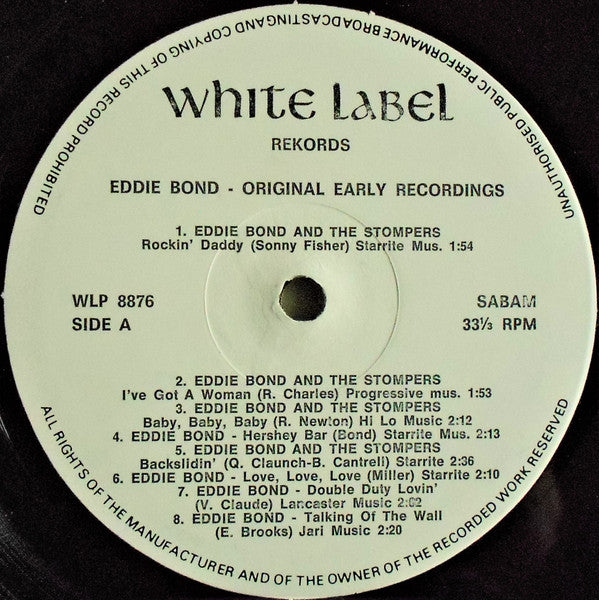 UNAUTHORISED PUBLIC PERFORMANCE BROADCASTING AND COPYING OF THIS RECORD PROHIBITED
WHITE LABEL
REKORDS
EDDIE BOND - ORIGINAL EARLY RECORDINGS
1. EDDIE BOND AND THE STOMPERS
Rockin' Daddy (Sonny Fisher) Starrite Mus. 1:54
WLP 8876 SABAM
SIDE A 33⅓ RPM
2. EDDIE BOND AND THE STOMPERS
I've Got A Woman (R. Charles) Progressive mus. 1:53
3. EDDIE BOND AND THE STOMPERS
Baby, Baby, Baby (R. Newton) Hi Lo Music 2:12
4. EDDIE BOND - Hershey Bar (Bond) Starrite Mus. 2:13
5. EDDIE BOND AND THE STOMPERS
Backslidin' (Q. Claunch-B. Cantrell) Starrite 2:36
6. EDDIE BOND - Love, Love, Love (Miller) Starrite 2:10
7. EDDIE BOND - Double Duty Lovin'
(V. Claude) Lancaster Music 2:02
8. EDDIE BOND - Talking Of The Wall
(E. Brooks) Jari Music 2:20
ALL RIGHTS OF THE MANUFACTURER AND OF THE OWNER OF THE RECORDED WORK RESERVED